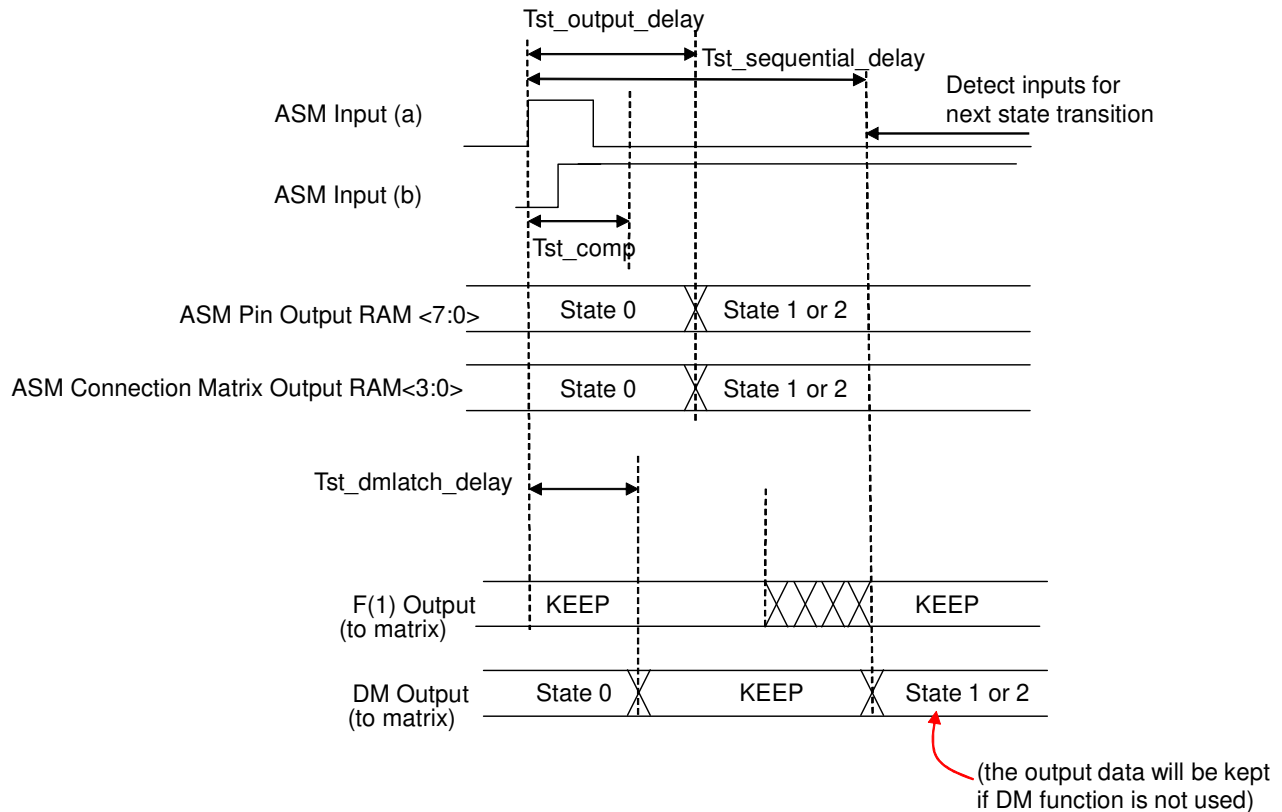 Tst_output_delay
Tst_sequential_delay
Detect inputs for
next state transition
ASM Input (a)
ASM Input (b)
Tst_comp
ASM Pin Output RAM <7:0>
State 0
State 1 or 2
ASM Connection Matrix Output RAM<3:0>
State 0
State 1 or 2
Tst_dmlatch_delay
F(1) Output
(to matrix)
KEEP
KEEP
DM Output
(to matrix)
State 0
KEEP
State 1 or 2
(the output data will be kept
if DM function is not used)